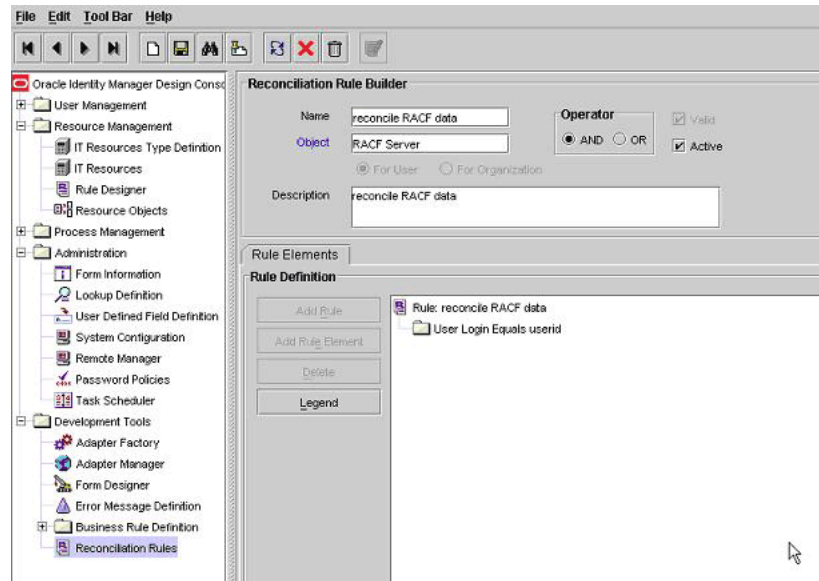 File Edit Tool Bar Help
Oracle Identity Manager Design Conso
User Management
Resource Management
IT Resources Type Definition
IT Resources
Rule Designer
Resource Objects
Process Management
Administration
Form Information
Lookup Definition
User Defined Field Definition
System Configuration
Remote Manager
Password Policies
Task Scheduler
Development Tools
Adapter Factory
Adapter Manager
Form Designer
Error Message Definition
Business Rule Definition
Reconciliation Rules
Reconciliation Rule Builder
Name reconcile RACF data
Object RACF Server
For User For Organization
Operator
AND OR
Valid
Active
Description reconcile RACF data
Rule Elements
Rule Definition
Add Rule
Add Rule Element
Delete
Legend
Rule: reconcile RACF data
User Login Equals userid